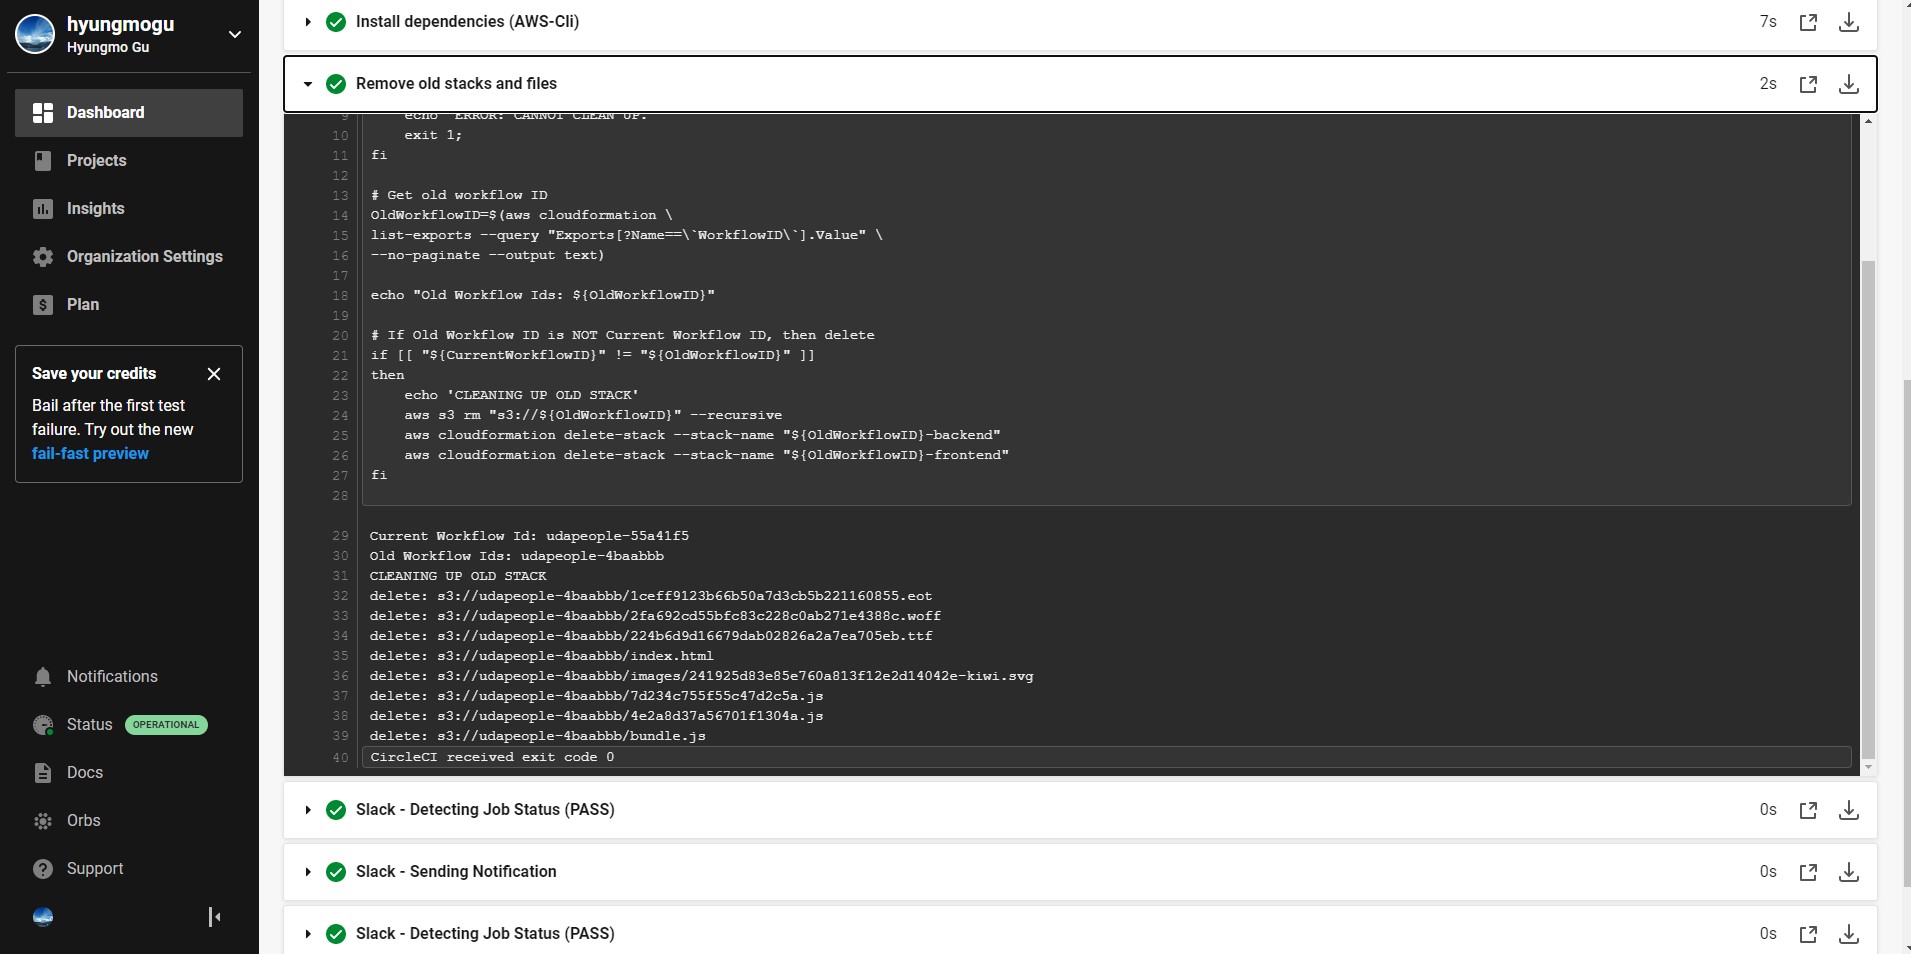 hyungmogu
Hyungmo Gu
Dashboard
Projects
Insights
Organization Settings
Plan
Save your credits
Bail after the first test
failure. Try out the new
fail-fast preview
Notifications
Status OPERATIONAL
Docs
Orbs
Support
Install dependencies (AWS-Cli) 7s
Remove old stacks and files 2s
9 echo "ERROR: CANNOT CLEAN UP.
10 exit 1;
11 fi
12
13 # Get old workflow ID
14 OldWorkflowID=$(aws cloudformation \
15 list-exports --query "Exports[?Name==\`WorkflowID\`].Value" \
16 --no-paginate --output text)
17
18 echo "Old Workflow Ids: ${OldWorkflowID}"
19
20 # If Old Workflow ID is NOT Current Workflow ID, then delete
21 if [[ "${CurrentWorkflowID}" != "${OldWorkflowID}" ]]
22 then
23 echo 'CLEANING UP OLD STACK'
24 aws s3 rm "s3://${OldWorkflowID}" --recursive
25 aws cloudformation delete-stack --stack-name "${OldWorkflowID}-backend"
26 aws cloudformation delete-stack --stack-name "${OldWorkflowID}-frontend"
27 fi
28
29 Current Workflow Id: udapeople-55a41f5
30 Old Workflow Ids: udapeople-4baabbb
31 CLEANING UP OLD STACK
32 delete: s3://udapeople-4baabbb/1ceff9123b66b50a7d3cb5b221160855.eot
33 delete: s3://udapeople-4baabbb/2fa692cd55bfc83c228c0ab271e4388c.woff
34 delete: s3://udapeople-4baabbb/224b6d9d16679dab02826a2a7ea705eb.ttf
35 delete: s3://udapeople-4baabbb/index.html
36 delete: s3://udapeople-4baabbb/images/241925d83e85e760a813f12e2d14042e-kiwi.svg
37 delete: s3://udapeople-4baabbb/7d234c755f55c47d2c5a.js
38 delete: s3://udapeople-4baabbb/4e2a8d37a56701f1304a.js
39 delete: s3://udapeople-4baabbb/bundle.js
40 CircleCI received exit code 0
Slack - Detecting Job Status (PASS) 0s
Slack - Sending Notification 0s
Slack - Detecting Job Status (PASS) 0s